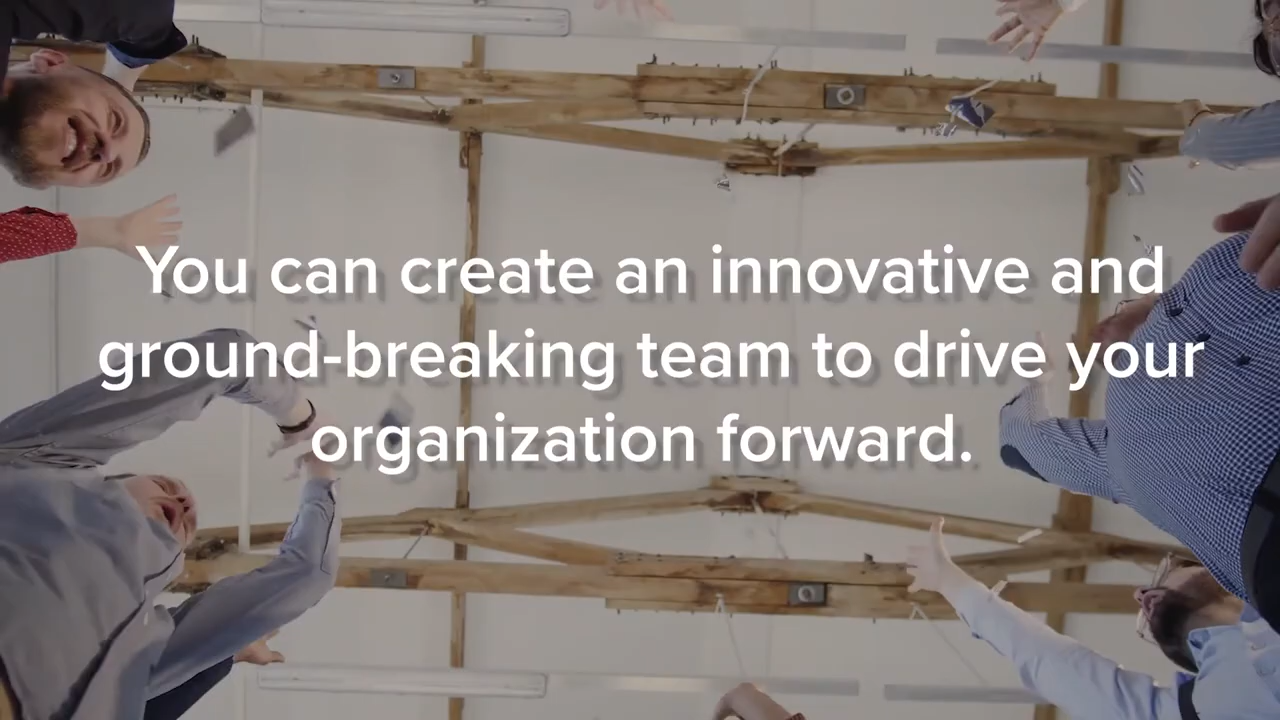 You can create an innovative and
ground-breaking team to drive your
organization forward.